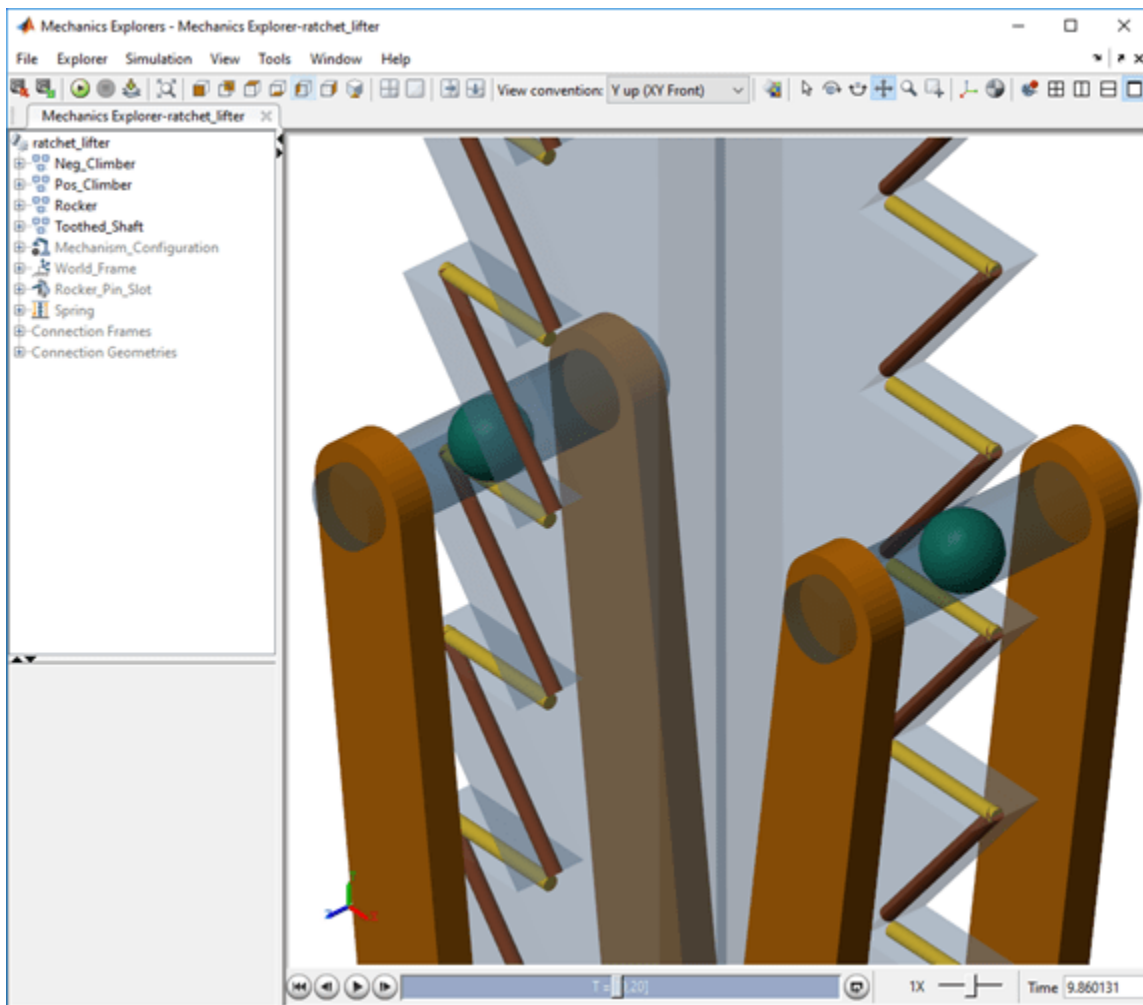 Mechanics Explorers - Mechanics Explorer-ratchet_lifter
File Explorer Simulation View Tools Window Help
View convention: Y up (XY Front)
Mechanics Explorer-ratchet_lifter
ratchet_lifter
Neg_Climber
Pos_Climber
Rocker
Toothed_Shaft
Mechanism_Configuration
World_Frame
Rocker_Pin_Slot
Spring
Connection Frames
Connection Geometries
1X Time 9.860131